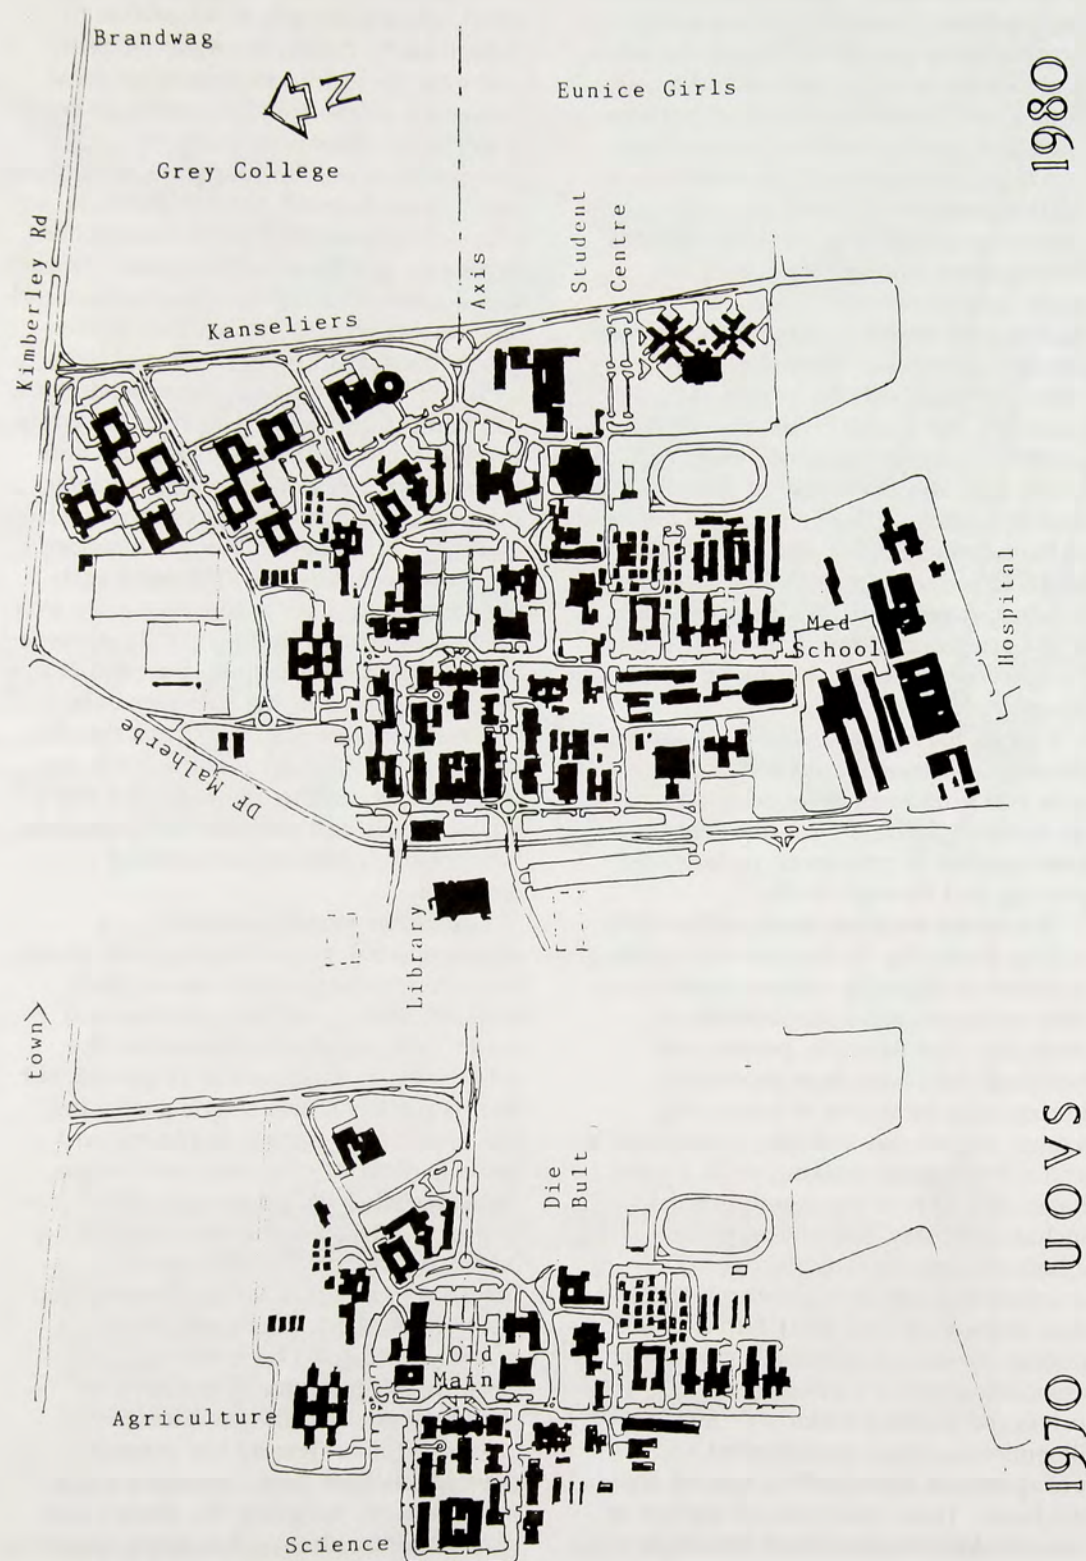 Brandwag
N
Eunice Girls
1980
Grey College
Kimberley Rd
Kanseliers
Axis
Student
Centre
Med
School
Hospital
DF Malherbe
Library
town
Die
Bult
Old
Main
Agriculture
Science
1970 UOVS